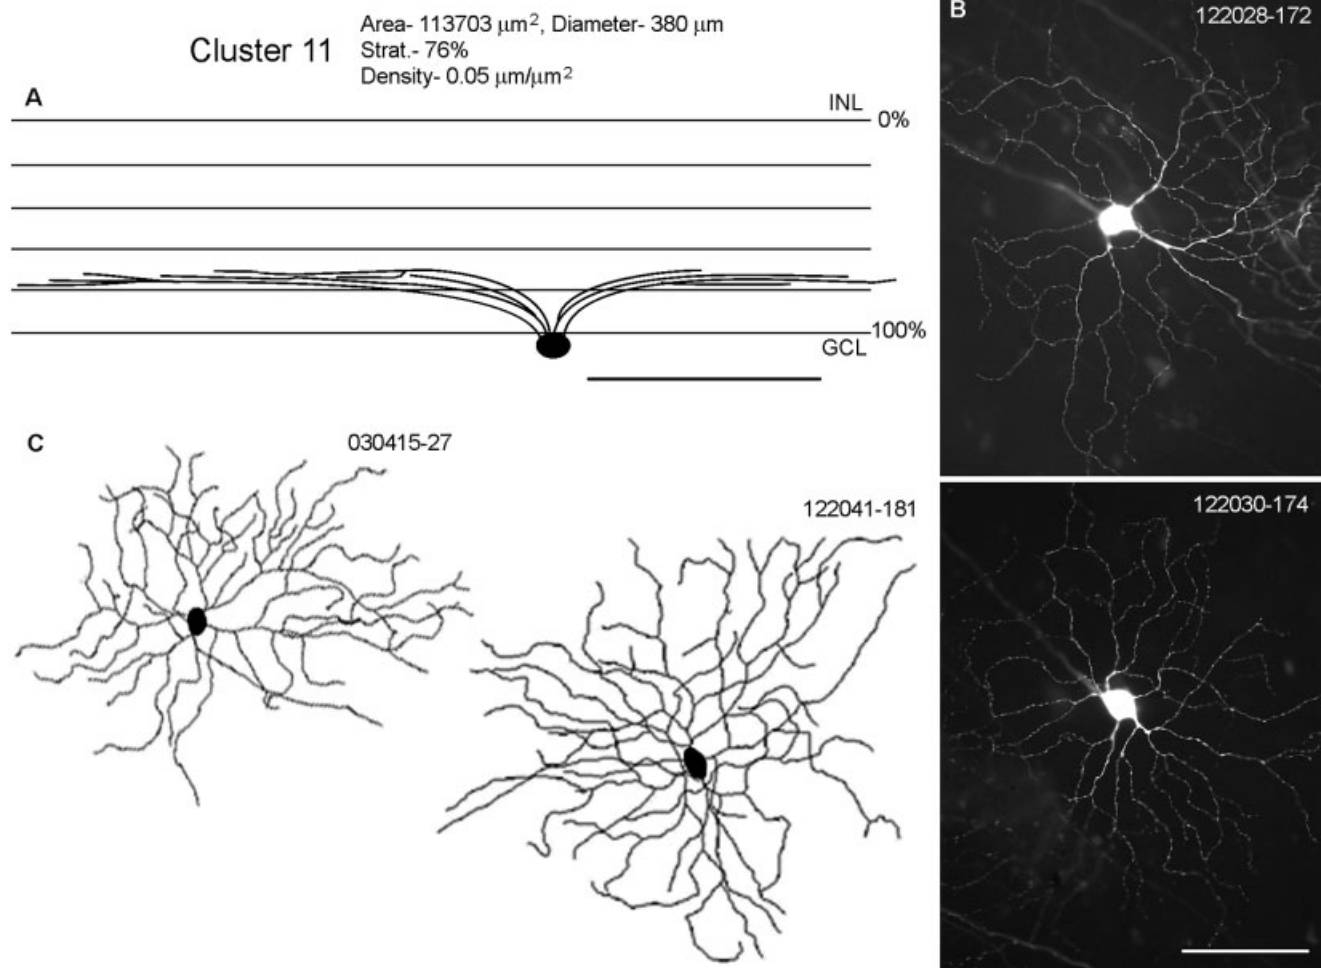 Cluster 11
Area- 113703 μm², Diameter- 380 μm
Strat.- 76%
Density- 0.05 μm/μm²
A
INL
0%
100%
GCL
B
122028-172
C
030415-27
122041-181
122030-174